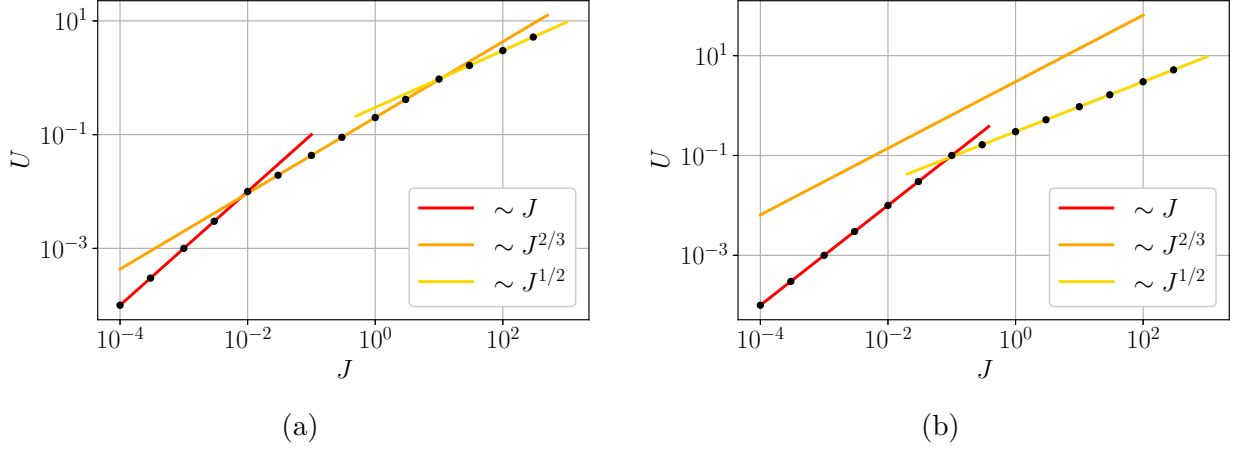 10^1
10^{-1}
10^{-3}
U
10^{-4}
10^{-2}
10^0
10^2
J
∼ J
∼ J^{2/3}
∼ J^{1/2}
(a)
10^1
10^{-1}
10^{-3}
U
10^{-4}
10^{-2}
10^0
10^2
J
∼ J
∼ J^{2/3}
∼ J^{1/2}
(b)